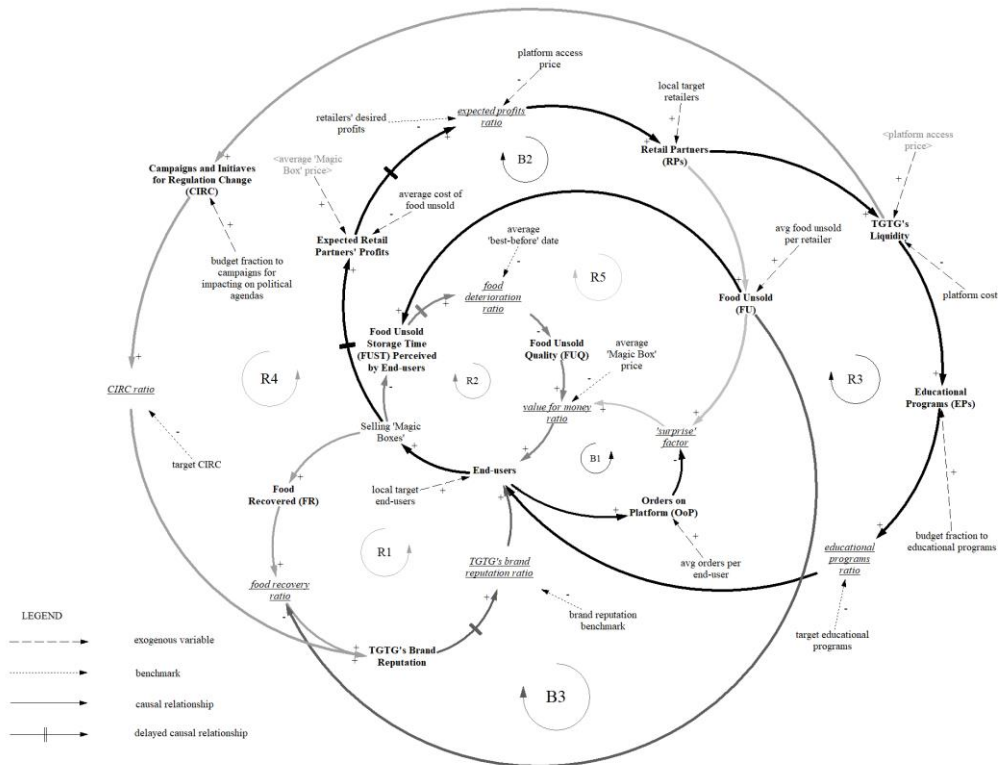 platform access
price
-
local target
retailers
retailers' desired
profits
-
+
expected profits
ratio
+
+
Retail Partners
(RPs)
B2
<platform access
price>
+
+
TGTG's
Liquidity
-
platform cost
+
Campaigns and Initiaves
for Regulation Change
(CIRC)
+
budget fraction to
campaigns for
impacting on political
agendas
<average 'Magic
Box' price>
+
average cost of
food unsold
-
Expected Retail
Partners' Profits
+
average
'best-before' date
-
avg food unsold
per retailer
+
+
Food Unsold
(FU)
R5
food
deterioration
ratio
+
+
Food Unsold
Storage Time
(FUST) Perceived
by End-users
-
-
Food Unsold
Quality (FUQ)
average
'Magic Box'
price
-
+
value for money
ratio
+
R2
R4
R3
+
CIRC ratio
-
target CIRC
+
Educational
Programs (EPs)
+
budget fraction to
educational programs
Selling 'Magic
Boxes'
+
'surprise'
factor
+
-
B1
+
End-users
+
+
local target
end-users
+
Food
Recovered (FR)
+
Orders on
Platform (OoP)
+
+
avg orders per
end-user
R1
+
food recovery
ratio
-
TGTG's brand
reputation ratio
+
-
brand reputation
benchmark
+
educational
programs
ratio
-
target educational
programs
+
+
TGTG's Brand
Reputation
B3
LEGEND
exogenous variable
benchmark
causal relationship
delayed causal relationship